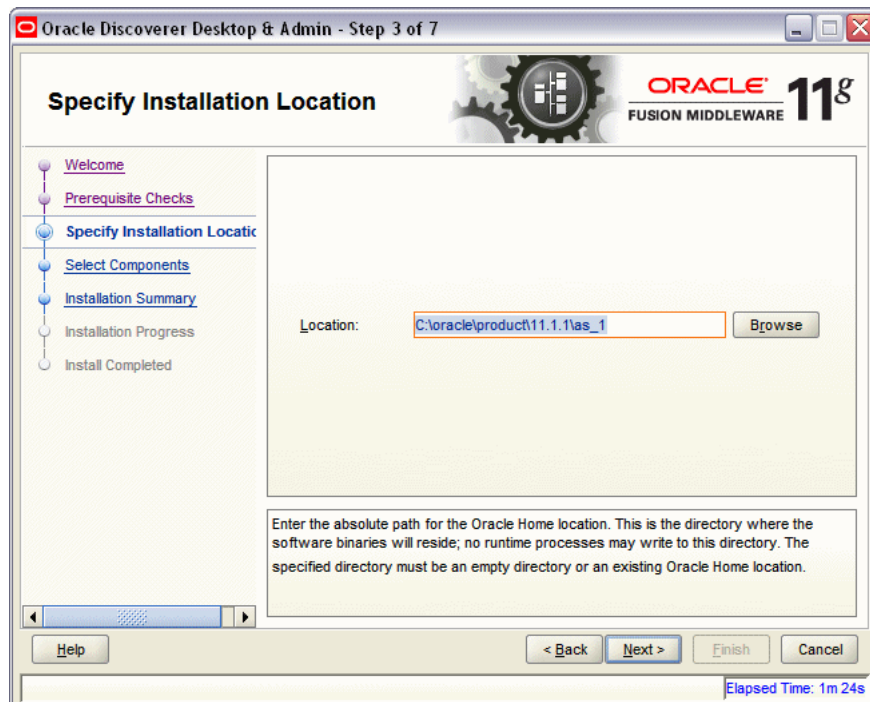 Oracle Discoverer Desktop & Admin - Step 3 of 7
Specify Installation Location
ORACLE
FUSION MIDDLEWARE 11g
Welcome
Prerequisite Checks
Specify Installation Locatic
Select Components
Installation Summary
Installation Progress
Install Completed
Location: C:\oracle\product\11.1.1\as_1 Browse
Enter the absolute path for the Oracle Home location. This is the directory where the
software binaries will reside; no runtime processes may write to this directory. The
specified directory must be an empty directory or an existing Oracle Home location.
Help < Back Next > Finish Cancel
Elapsed Time: 1m 24s